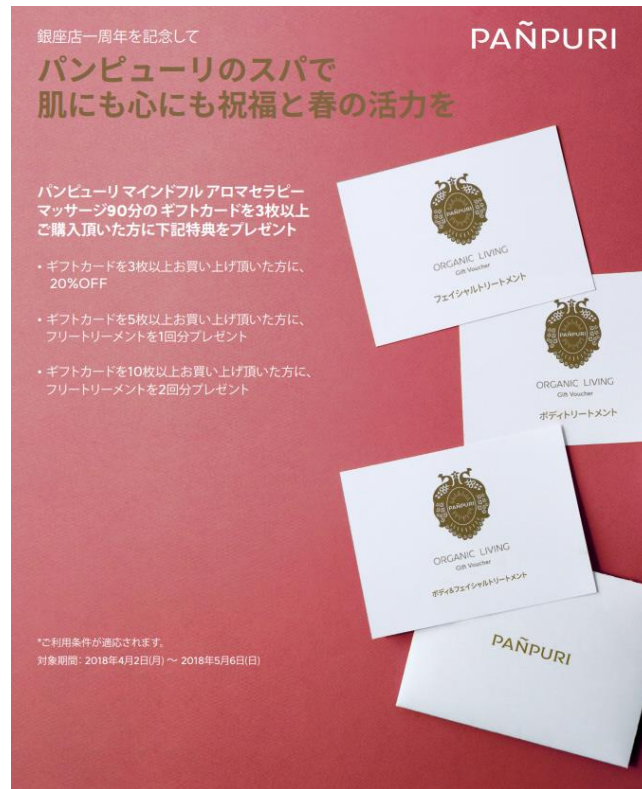 銀座店一周年を記念して
PAÑPURI
パンピューリのスパで
肌にも心にも祝福と春の活力を
パンピューリ マインドフル アロマセラピー
マッサージ90分の ギフトカードを3枚以上
ご購入頂いた方に下記特典をプレゼント
• ギフトカードを3枚以上お買い上げ頂いた方に、
20%OFF
• ギフトカードを5枚以上お買い上げ頂いた方に、
フリートリーメントを1回分プレゼント
• ギフトカードを10枚以上お買い上げ頂いた方に、
フリートリーメントを2回分プレゼント
PAÑPURI
ORGANIC LIVING
Gift Voucher
フェイシャルトリートメント
PAÑPURI
ORGANIC LIVING
Gift Voucher
ボディトリートメント
PAÑPURI
ORGANIC LIVING
Gift Voucher
ボディ&フェイシャルトリートメント
PAÑPURI
*ご利用条件が適応されます。
対象期間: 2018年4月2日(月) ~ 2018年5月6日(日)